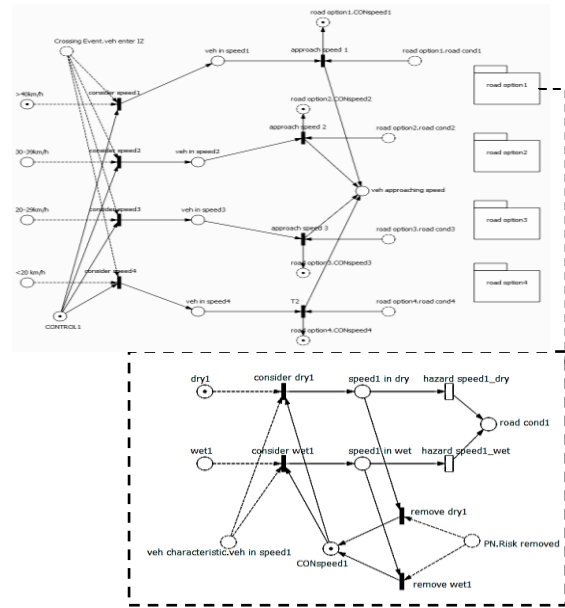 road option1.CONspeed1
Crossing Event.veh enter IZ
veh in speed1
approach speed 1
road option1.road cond1
>40km/h
consider speed1
road option1
road option2.CONspeed2
30-39km/h
consider speed2
veh in speed2
approach speed 2
road option2.road cond2
road option2
veh approaching speed
20-29km/h
consider speed3
veh in speed3
approach speed 3
road option3.road cond3
road option3
road option3.CONspeed3
<20 km/h
consider speed4
veh in speed4
T2
road option4.road cond4
road option4
CONTROL1
road option4.CONspeed4
dry1
consider dry1
speed1 in dry
hazard speed1_dry
road cond1
wet1
consider wet1
speed1 in wet
hazard speed1_wet
remove dry1
veh characteristic.veh in speed1
CONspeed1
PN.Risk removed
remove wet1